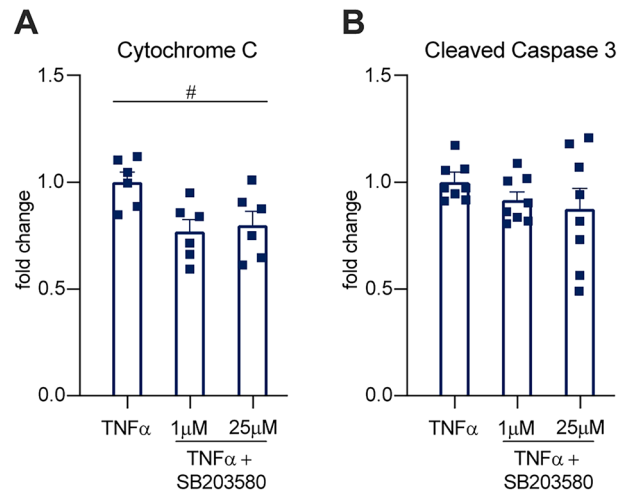 A
Cytochrome C
#
1.5
1.0
0.5
0.0
fold change
TNFα
1μM
25μM
TNFα +
SB203580
B
Cleaved Caspase 3
1.5
1.0
0.5
0.0
fold change
TNFα
1μM
25μM
TNFα +
SB203580